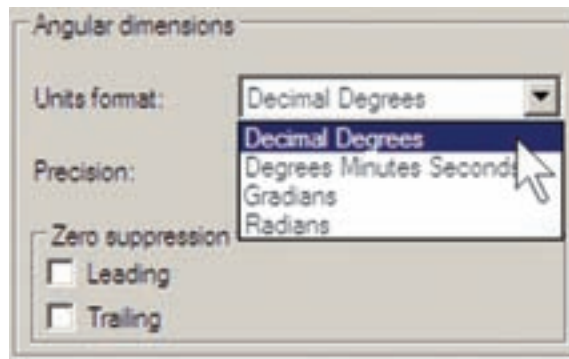 Angular dimensions
Units format: Decimal Degrees
Decimal Degrees
Precision: Degrees Minutes Seconds
Gradians
Radians
Zero suppression
Leading
Trailing